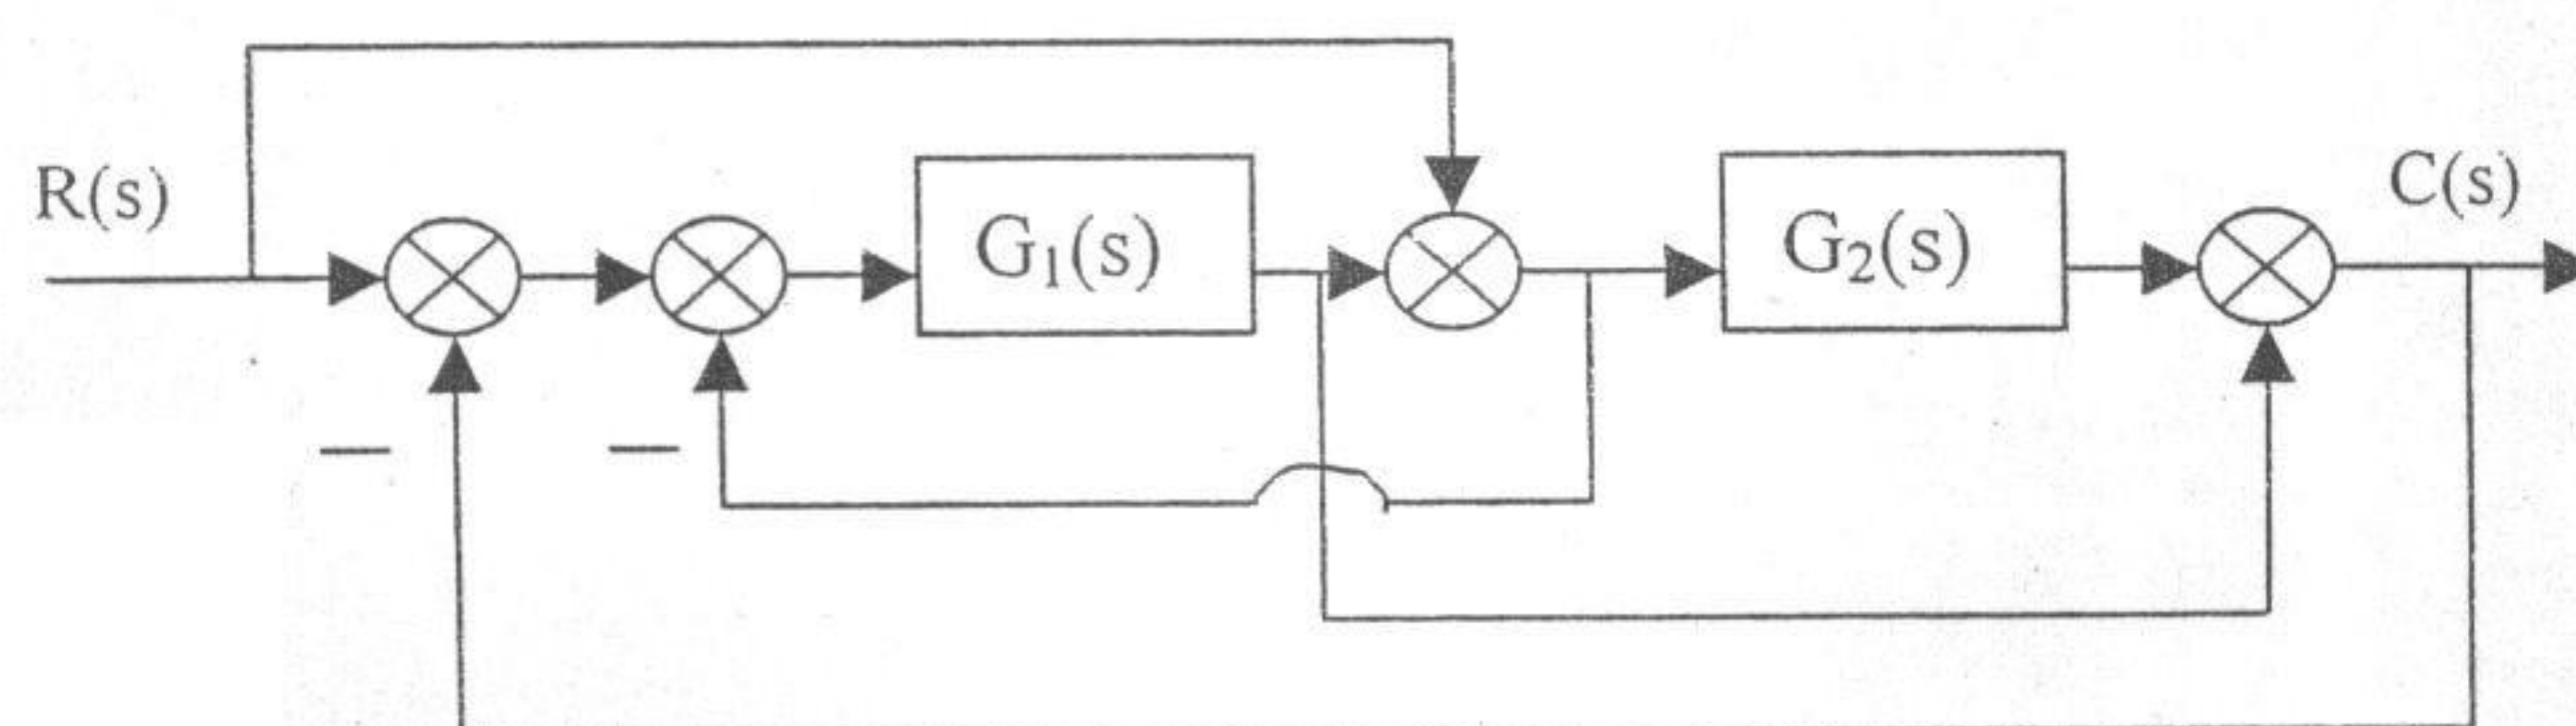 R(s)
G₁(s)
G₂(s)
C(s)
—
—